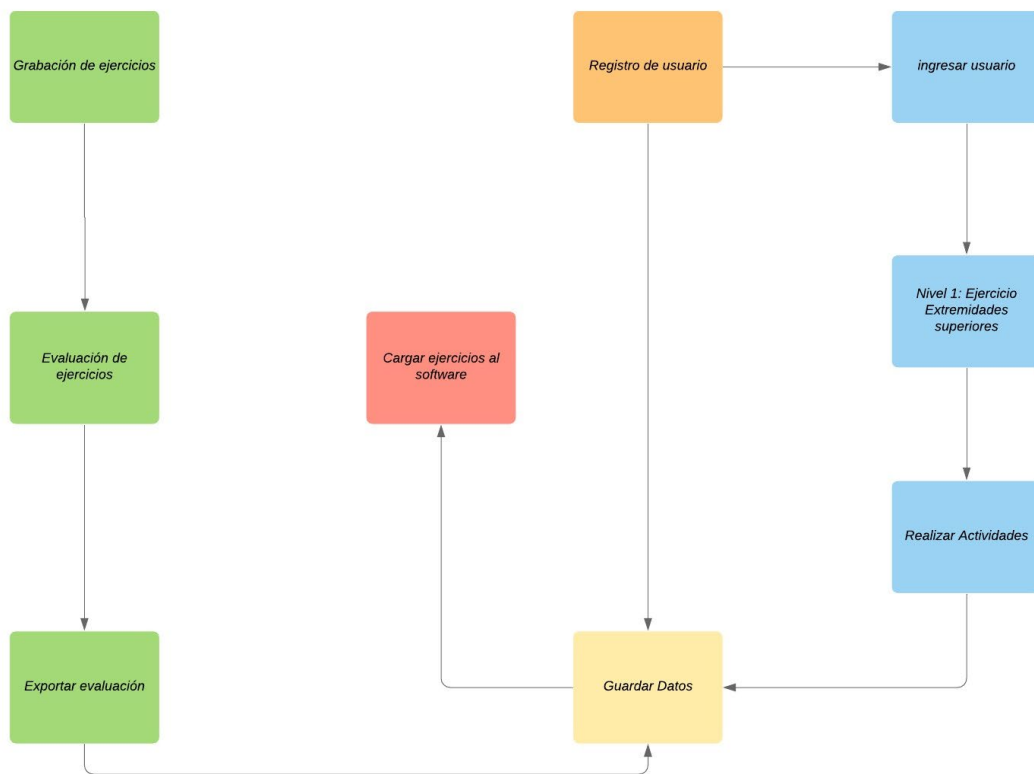 Grabación de ejercicios
Registro de usuario
ingresar usuario
Nivel 1: Ejercicio
Extremidades
superiores
Evaluación de
ejercicios
Cargar ejercicios al
software
Realizar Actividades
Exportar evaluación
Guardar Datos